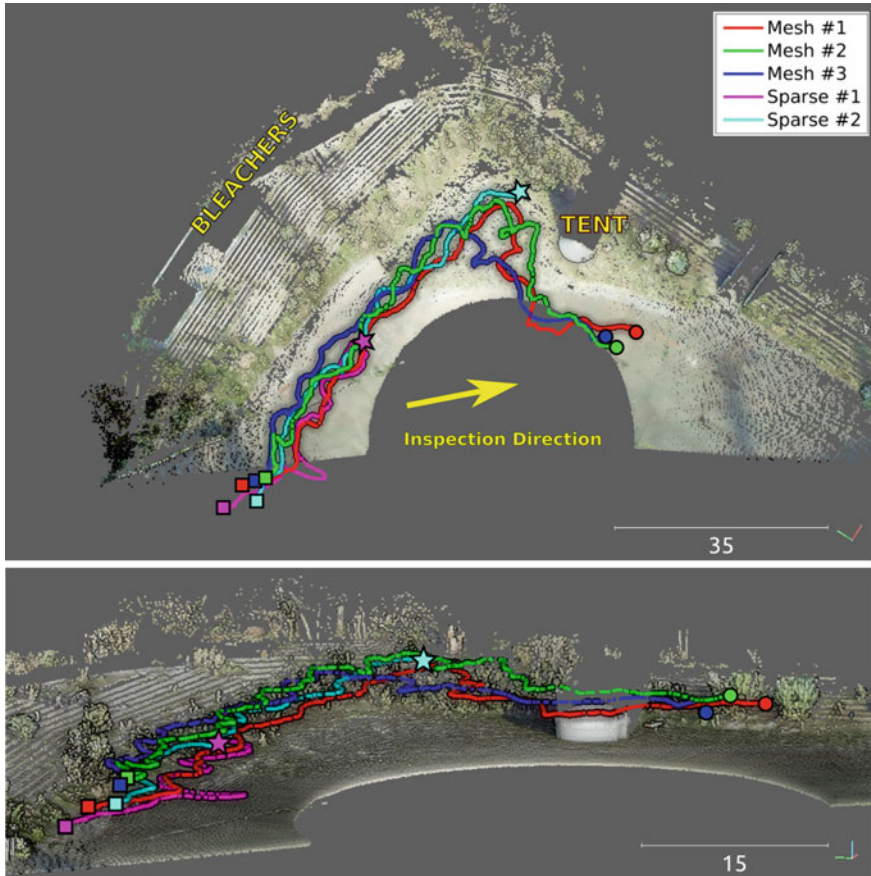 Mesh #1
Mesh #2
Mesh #3
Sparse #1
Sparse #2
BLEACHERS
TENT
Inspection Direction
35
15